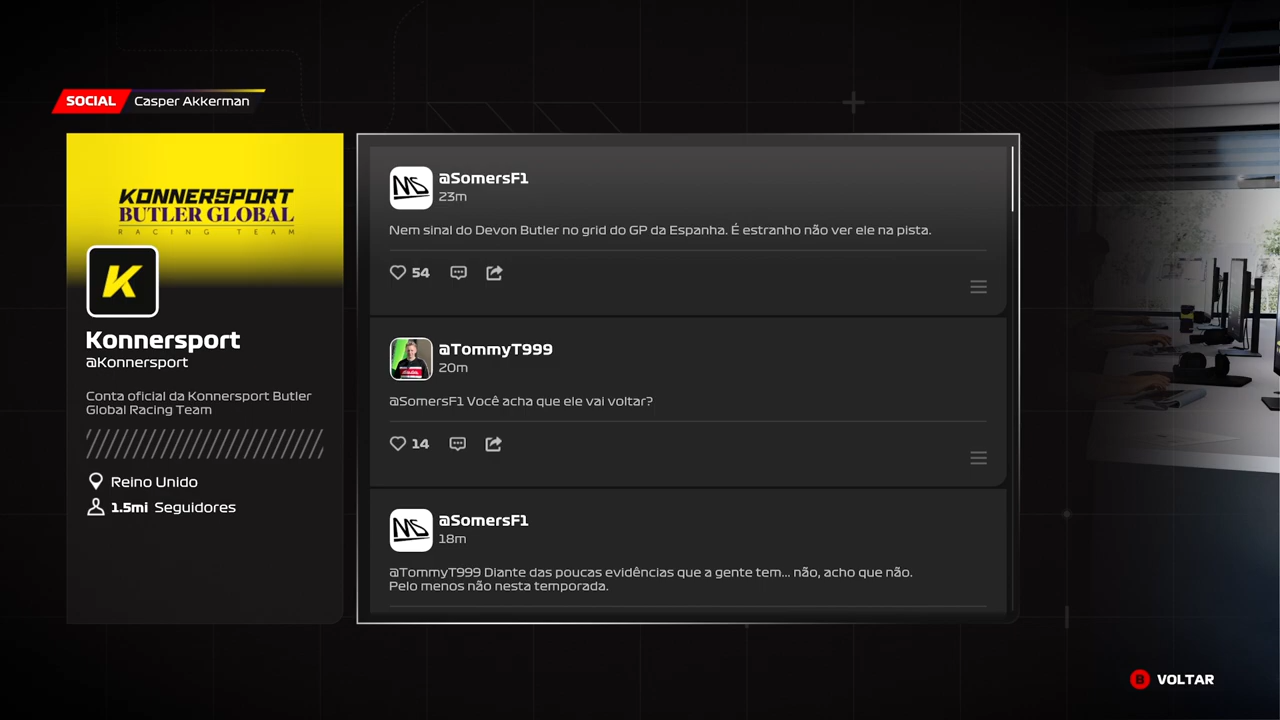 SOCIAL Casper Akkerman
KONNERSPORT
BUTLER GLOBAL
RACING TEAM
K
Konnersport
@Konnersport
Conta oficial da Konnersport Butler
Global Racing Team
Reino Unido
1.5mi Seguidores
@SomersF1
23m
Nem sinal do Devon Butler no grid do GP da Espanha. É estranho não ver ele na pista.
54
@TommyT999
20m
@SomersF1 Você acha que ele vai voltar?
14
@SomersF1
18m
@TommyT999 Diante das poucas evidências que a gente tem... não, acho que não.
Pelo menos não nesta temporada.
B VOLTAR